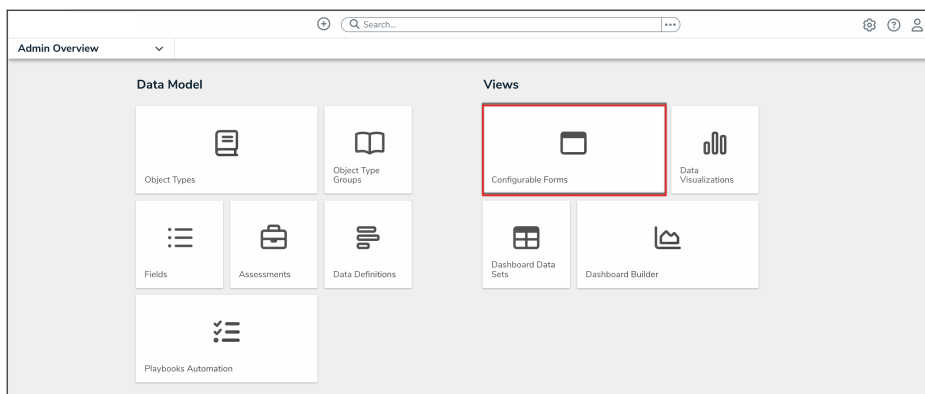 Search...
Admin Overview
Data Model
Views
Object Types
Object Type
Groups
Configurable Forms
Data
Visualizations
Fields
Assessments
Data Definitions
Dashboard Data
Sets
Dashboard Builder
Playbooks Automation